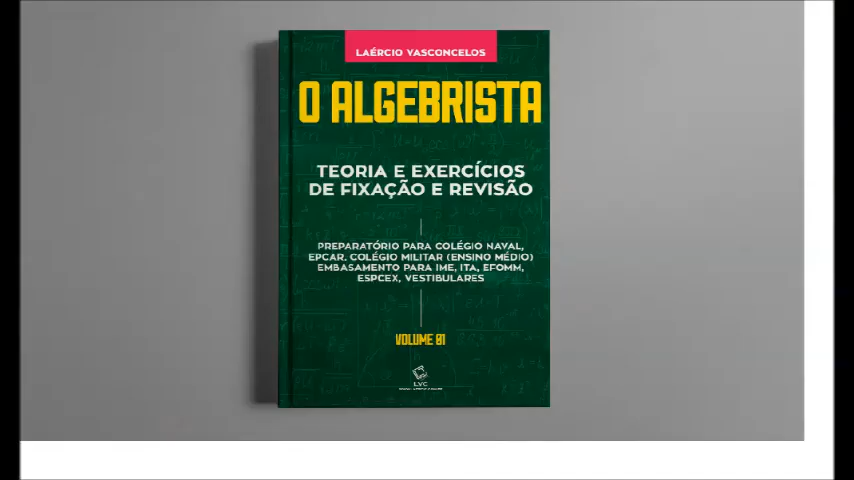 LAÉRCIO VASCONCELOS
O ALGEBRISTA
TEORIA E EXERCÍCIOS
DE FIXAÇÃO E REVISÃO
PREPARATÓRIO PARA COLÉGIO NAVAL,
EPCAR, COLÉGIO MILITAR (ENSINO MÉDIO)
EMBASAMENTO PARA IME, ITA, EFOMM,
ESPCEX, VESTIBULARES
VOLUME 01
LVC